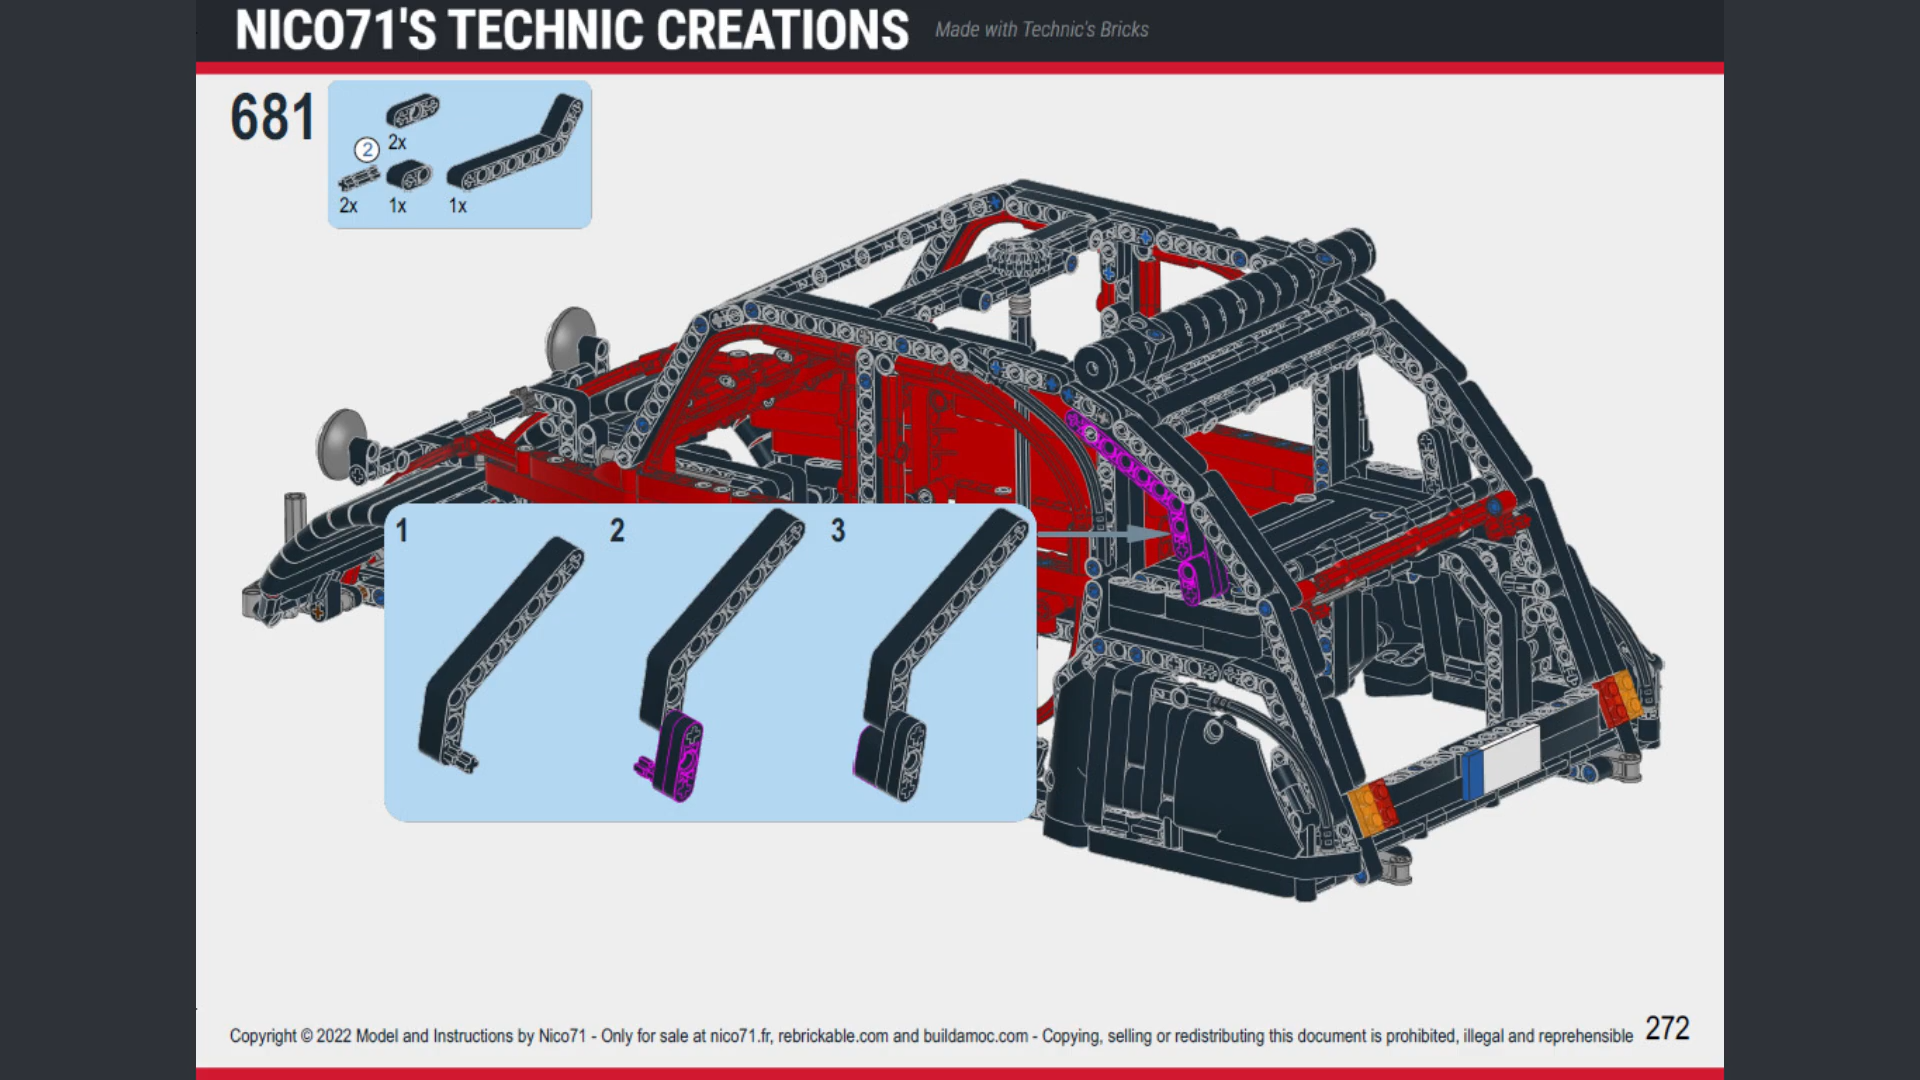 NICO71'S TECHNIC CREATIONS
Made with Technic's Bricks
681
2x
2
2x 1x 1x
1 2 3
Copyright © 2022 Model and Instructions by Nico71 - Only for sale at nico71.fr, rebrickable.com and buildamoc.com - Copying, selling or redistributing this document is prohibited, illegal and reprehensible
272